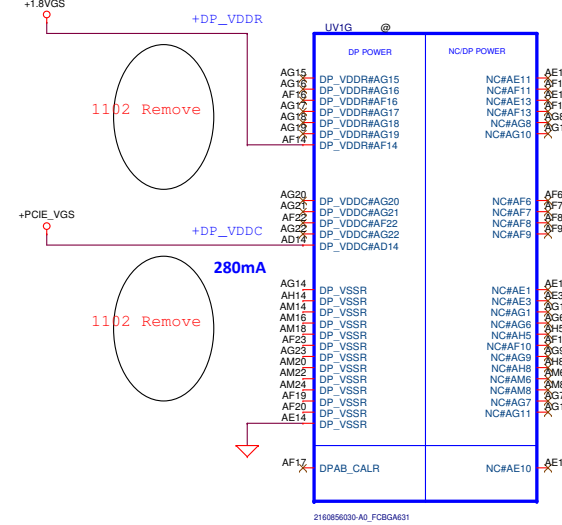 +1.8VGS
+DP_VDDR
UV1G @
DP POWER NC/DP POWER
AG15 DP_VDDR#AG15 NC#AE11
AG16 DP_VDDR#AG16 NC#AF11
AF16 DP_VDDR#AF16 NC#AE13
AG17 DP_VDDR#AG17 NC#AF13
AG18 DP_VDDR#AG18 NC#AG8
AG19 DP_VDDR#AG19 NC#AG10
AF14 DP_VDDR#AF14
1102 Remove
AG20 DP_VDDC#AG20 NC#AF6 AF6
AG21 DP_VDDC#AG21 NC#AF7 AF7
AF22 DP_VDDC#AF22 NC#AF8 AF8
AG22 DP_VDDC#AG22 NC#AF9 AF9
AD14 DP_VDDC#AD14
+PCIE_VGS
+DP_VDDC
280mA
AG14 DP_VSSR NC#AE1
AH14 DP_VSSR NC#AE3
AM14 DP_VSSR NC#AG1
AM16 DP_VSSR NC#AG6
AM18 DP_VSSR NC#AH5
AF23 DP_VSSR NC#AF10
AG23 DP_VSSR NC#AG9
AM20 DP_VSSR NC#AH8
AM22 DP_VSSR NC#AM6
AM24 DP_VSSR NC#AM8
AF19 DP_VSSR NC#AG7
AF20 DP_VSSR NC#AG11
AE14 DP_VSSR
1102 Remove
AF17 DPAB_CALR NC#AE10
2160856030-A0_FCBGA631